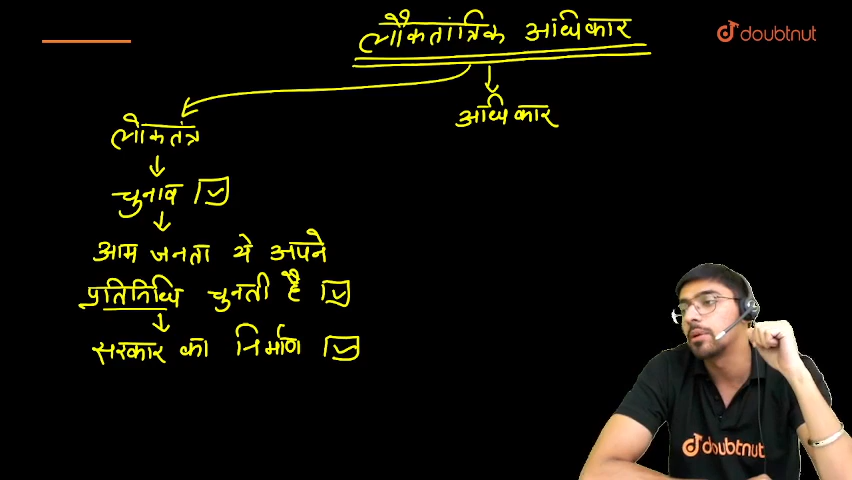 लोकतांत्रिक अधिकार
doubtnut
अधिकार
लोकतंत्र
चुनाव
आम जनता ये अपने
प्रतिनिधि चुनती है
सरकार का निर्माण
doubtnut